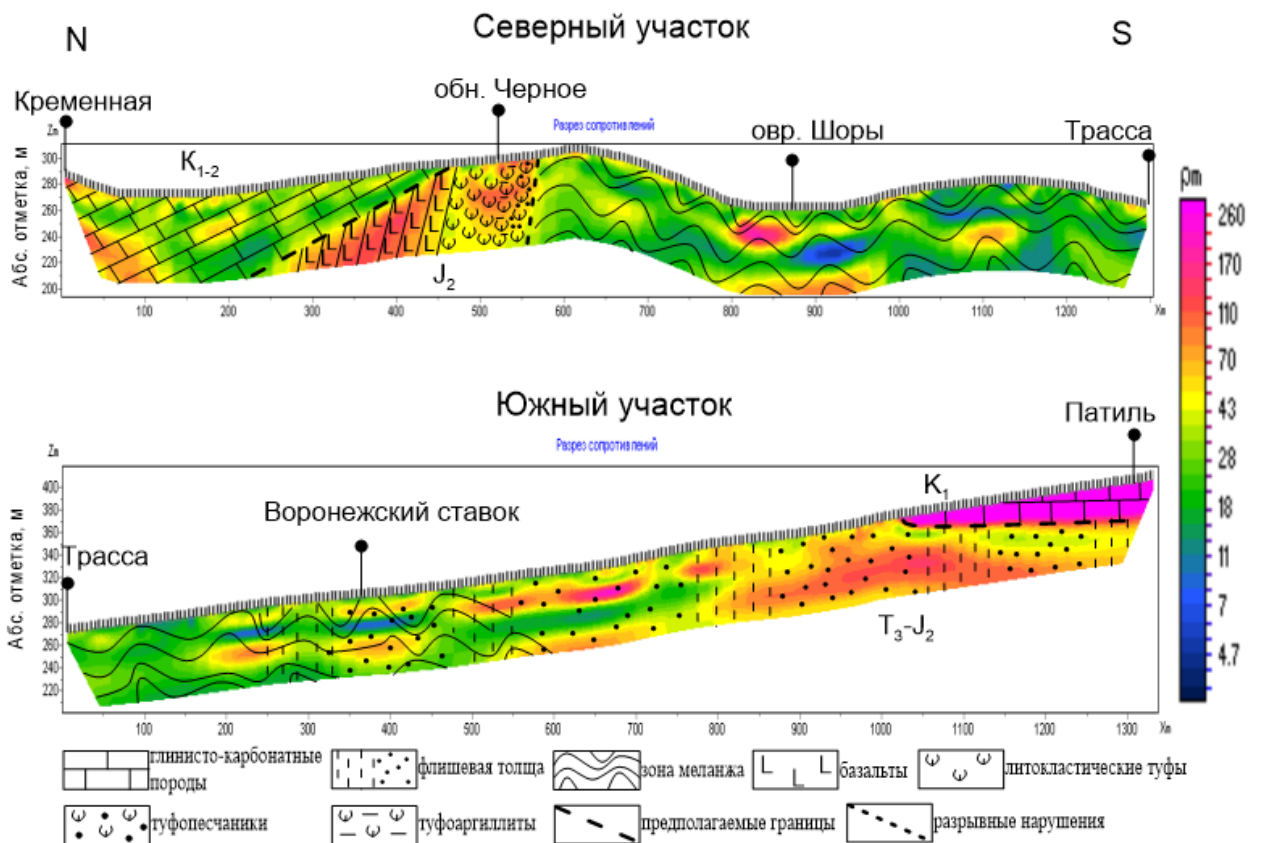 Северный участок
N
S
обн. Черное
Кременная
Разрез сопротивлений
овр. Шоры
Трасса
Zm
K1-2
Абс. отметка, м
300
280
260
240
220
200
J2
100 200 300 400 500 600 700 800 900 1000 1100 1200 Xm
ρm
260
170
110
70
43
28
18
11
7
4.7
Южный участок
Разрез сопротивлений
Патиль
Zm
K1
Воронежский ставок
Трасса
Абс. отметка, м
400
380
360
340
320
300
280
260
240
220
T3-J2
100 200 300 400 500 600 700 800 900 1000 1100 1200 1300 Xm
глинисто-карбонатные породы
флишевая толща
зона меланжа
базальты
литокластические туфы
туфопесчаники
туфоаргиллиты
предполагаемые границы
разрывные нарушения